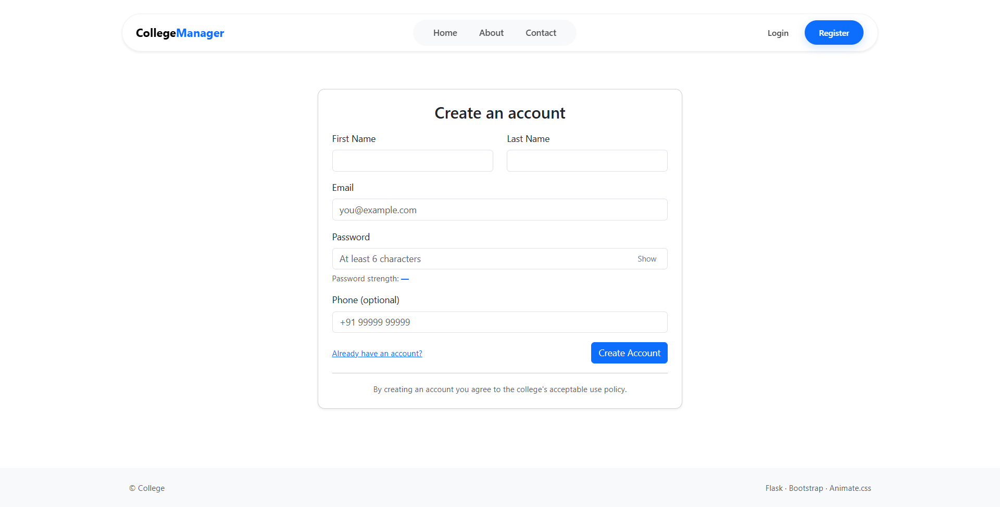 CollegeManager
Home About Contact
Login Register
Create an account
First Name Last Name
Email
you@example.com
Password
At least 6 characters Show
Password strength: —
Phone (optional)
+91 99999 99999
Already have an account? Create Account
By creating an account you agree to the college's acceptable use policy.
© College Flask · Bootstrap · Animate.css